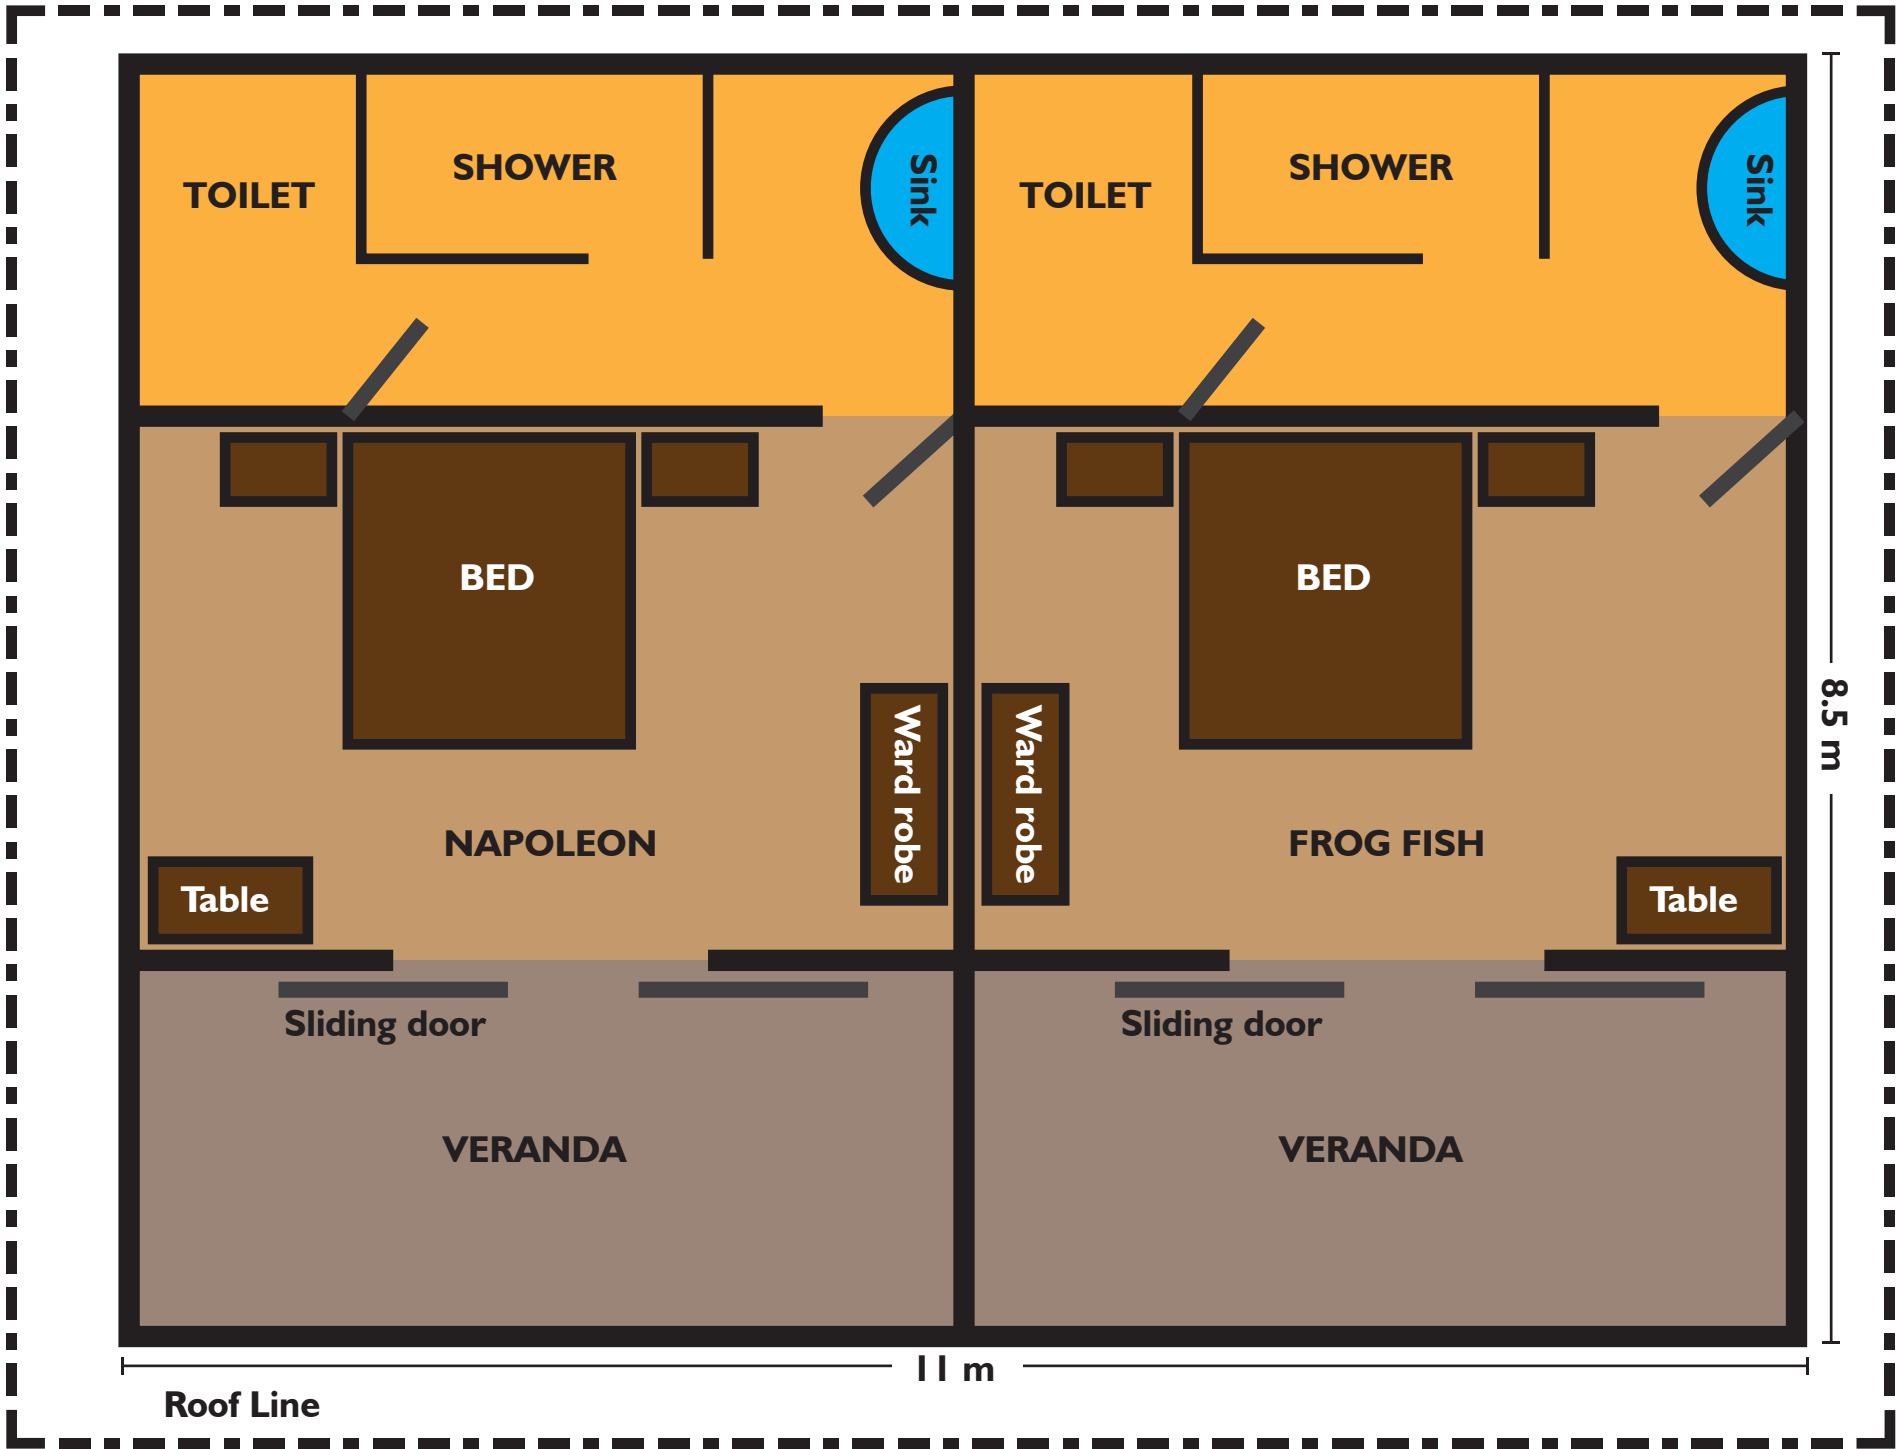 TOILET
SHOWER
Sink
TOILET
SHOWER
Sink
BED
BED
Ward robe
Ward robe
NAPOLEON
FROG FISH
Table
Table
Sliding door
Sliding door
VERANDA
VERANDA
8.5 m
11 m
Roof Line